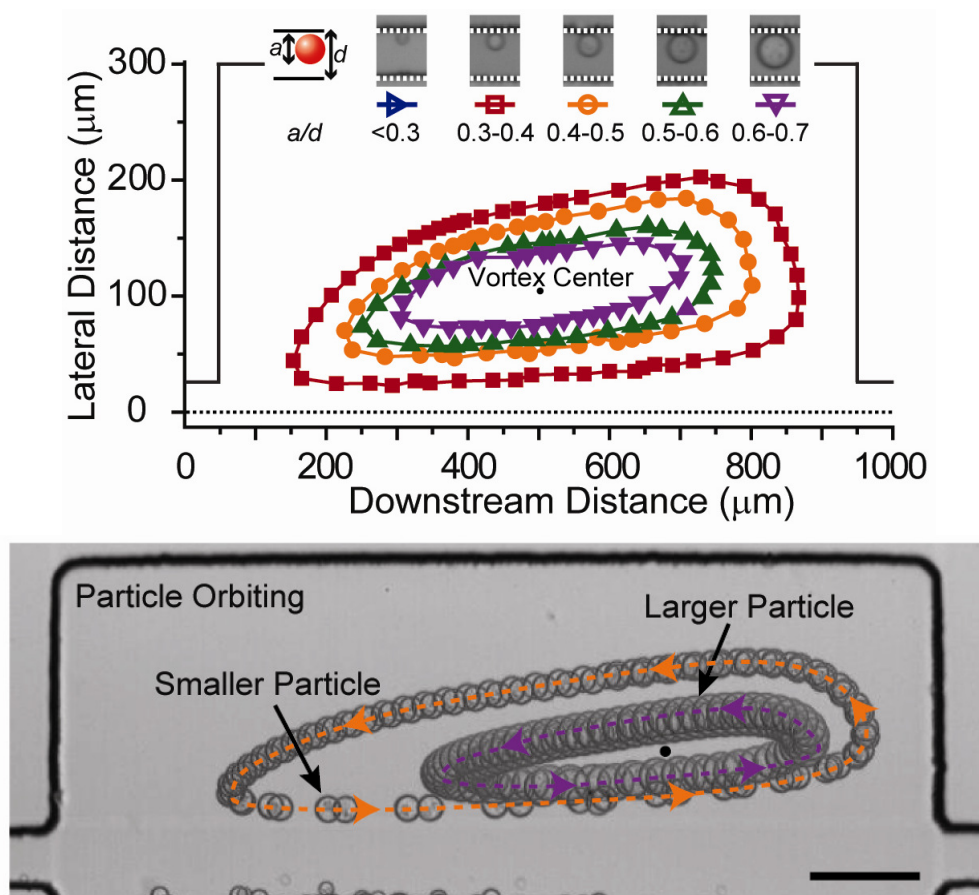 a
d
a/d
<0.3
0.3-0.4
0.4-0.5
0.5-0.6
0.6-0.7
Lateral Distance (μm)
300
200
100
0
Vortex Center
0
200
400
600
800
1000
Downstream Distance (μm)
Particle Orbiting
Larger Particle
Smaller Particle